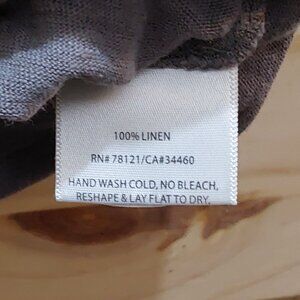 100% LINEN
RN# 78121/CA#34460
HAND WASH COLD, NO BLEACH,
RESHAPE & LAY FLAT TO DRY.